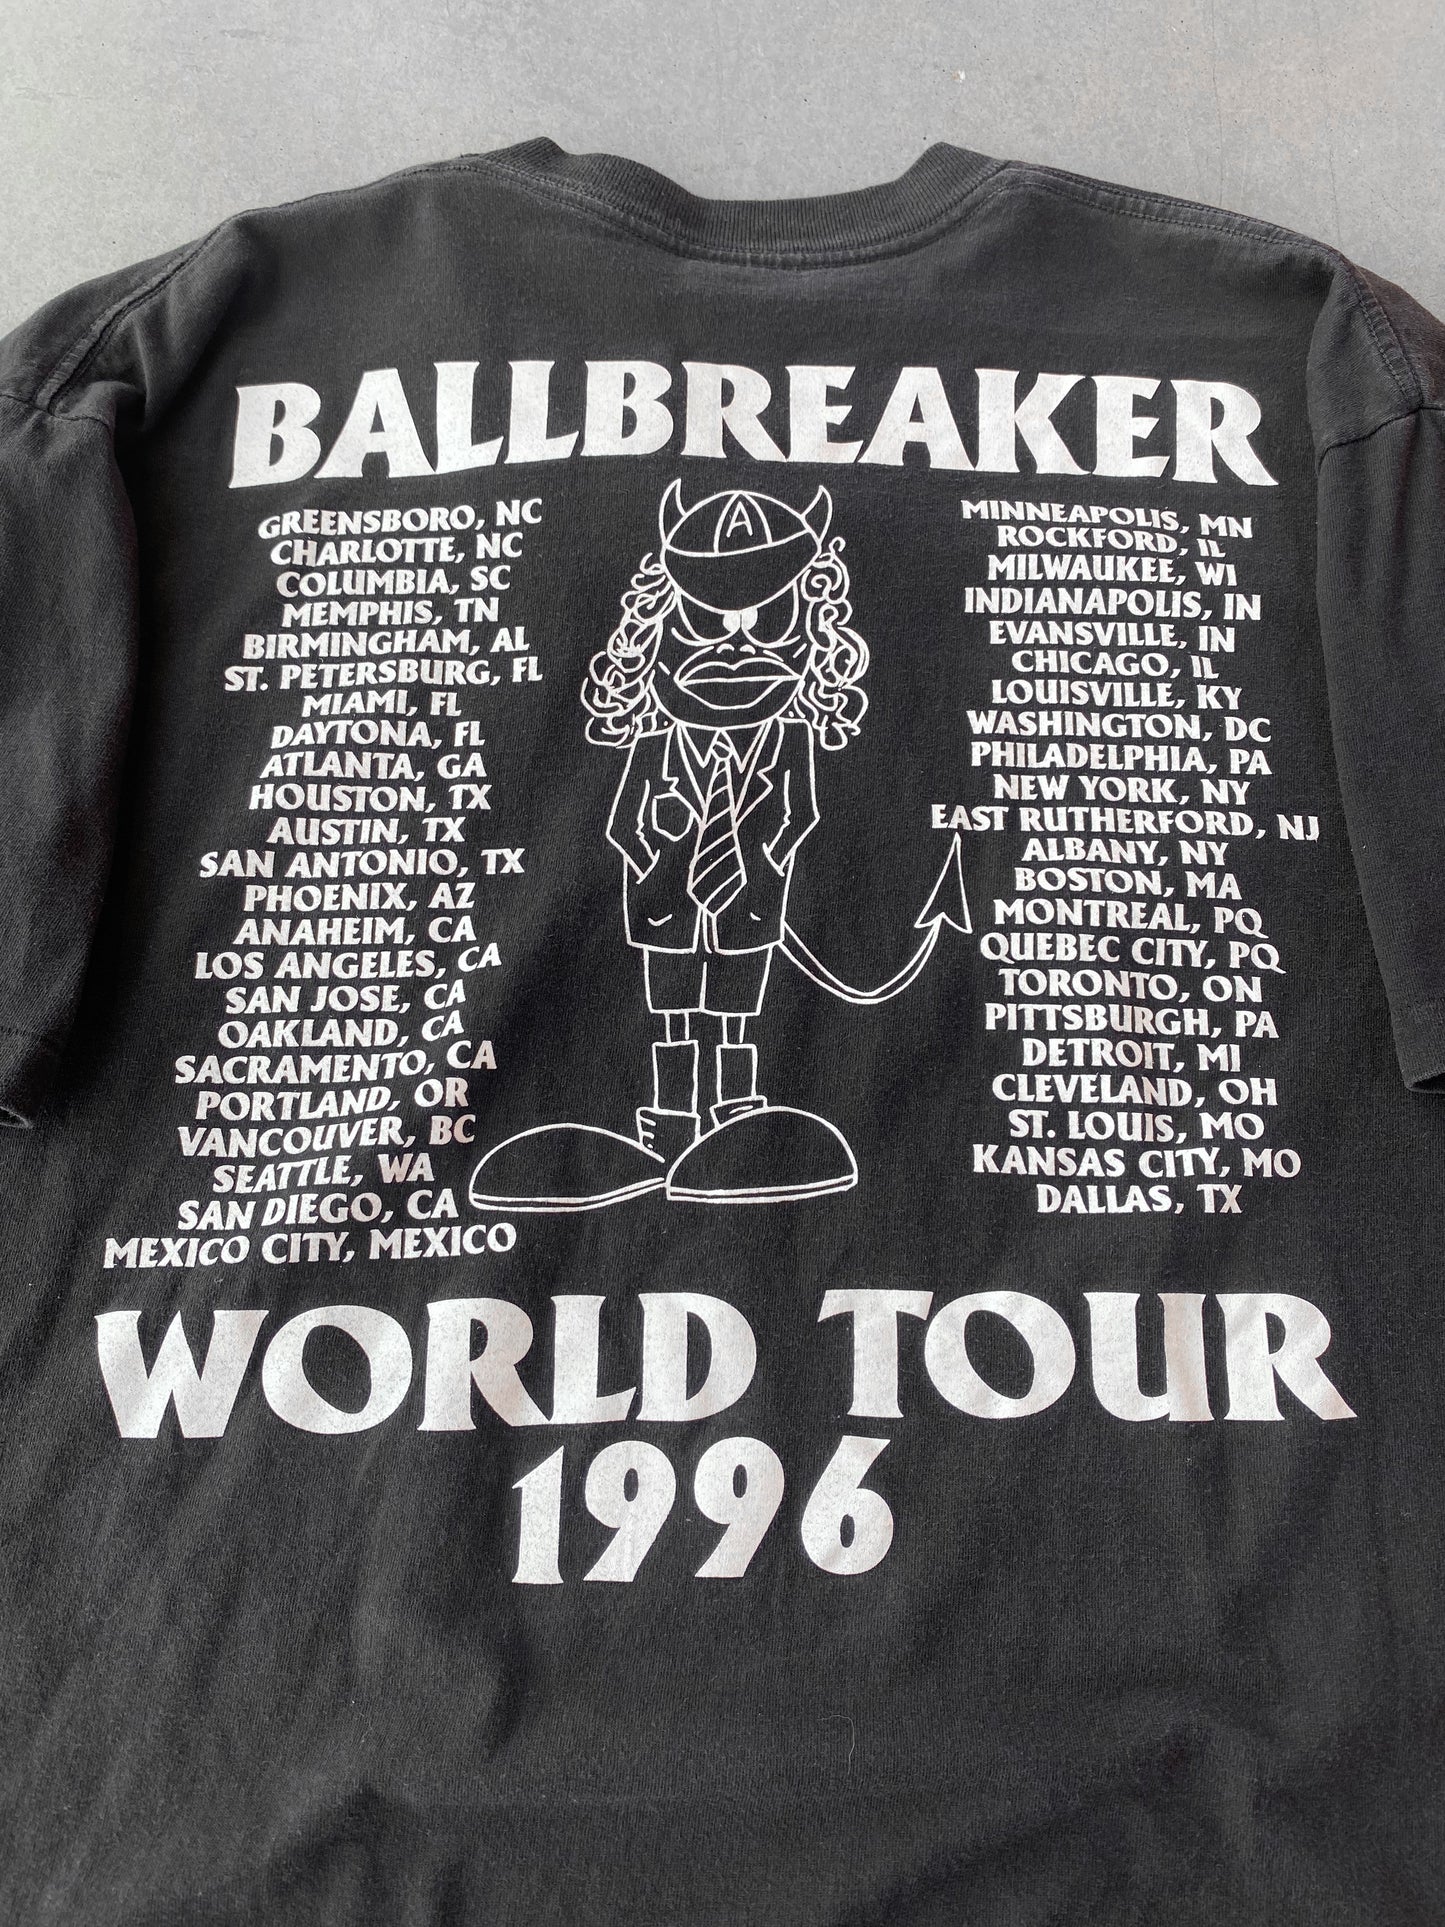 BALLBREAKER
GREENSBORO, NC
CHARLOTTE, NC
COLUMBIA, SC
MEMPHIS, TN
BIRMINGHAM, AL
ST. PETERSBURG, FL
MIAMI, FL
DAYTONA, FL
ATLANTA, GA
HOUSTON, TX
AUSTIN, TX
SAN ANTONIO, TX
PHOENIX, AZ
ANAHEIM, CA
LOS ANGELES, CA
SAN JOSE, CA
OAKLAND, CA
SACRAMENTO, CA
PORTLAND, OR
VANCOUVER, BC
SEATTLE, WA
SAN DIEGO, CA
MEXICO CITY, MEXICO
A
MINNEAPOLIS, MN
ROCKFORD, IL
MILWAUKEE, WI
INDIANAPOLIS, IN
EVANSVILLE, IN
CHICAGO, IL
LOUISVILLE, KY
WASHINGTON, DC
PHILADELPHIA, PA
NEW YORK, NY
EAST RUTHERFORD, NJ
ALBANY, NY
BOSTON, MA
MONTREAL, PQ
QUEBEC CITY, PQ
TORONTO, ON
PITTSBURGH, PA
DETROIT, MI
CLEVELAND, OH
ST. LOUIS, MO
KANSAS CITY, MO
DALLAS, TX
WORLD TOUR
1996